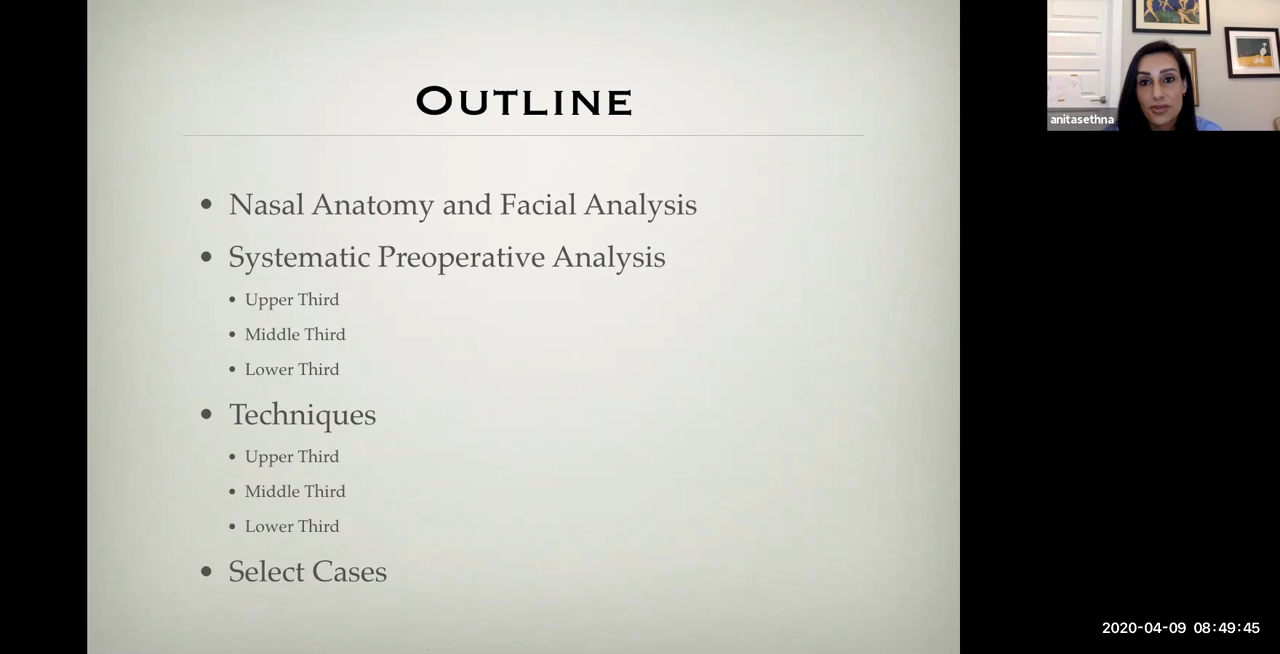 Outline
• Nasal Anatomy and Facial Analysis
• Systematic Preoperative Analysis
• Upper Third
• Middle Third
• Lower Third
• Techniques
• Upper Third
• Middle Third
• Lower Third
• Select Cases
anitasethna
2020-04-09 08:49:45